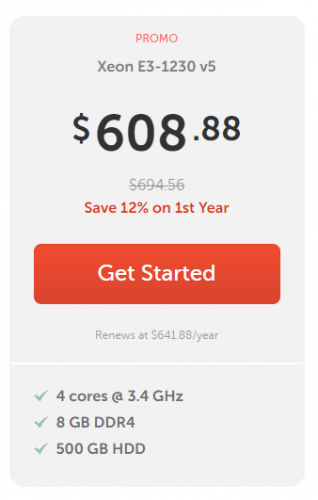 PROMO
Xeon E3-1230 v5
$608.88
$694.56
Save 12% on 1st Year
Get Started
Renews at $641.88/year
4 cores @ 3.4 GHz
8 GB DDR4
500 GB HDD